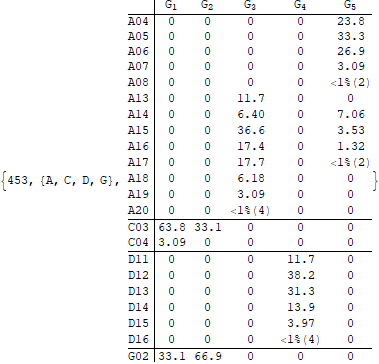 G1 G2 G3 G4 G5
A04 0 0 0 0 23.8
A05 0 0 0 0 33.3
A06 0 0 0 0 26.9
A07 0 0 0 0 3.09
A08 0 0 0 0 <1%(2)
A13 0 0 11.7 0 0
A14 0 0 6.40 0 7.06
A15 0 0 36.6 0 3.53
A16 0 0 17.4 0 1.32
{453, {A, C, D, G}, A17 0 0 17.7 0 <1%(2) }
A18 0 0 6.18 0 0
A19 0 0 3.09 0 0
A20 0 0 <1%(4) 0 0
C03 63.8 33.1 0 0 0
C04 3.09 0 0 0 0
D11 0 0 0 11.7 0
D12 0 0 0 38.2 0
D13 0 0 0 31.3 0
D14 0 0 0 13.9 0
D15 0 0 0 3.97 0
D16 0 0 0 <1%(4) 0
G02 33.1 66.9 0 0 0